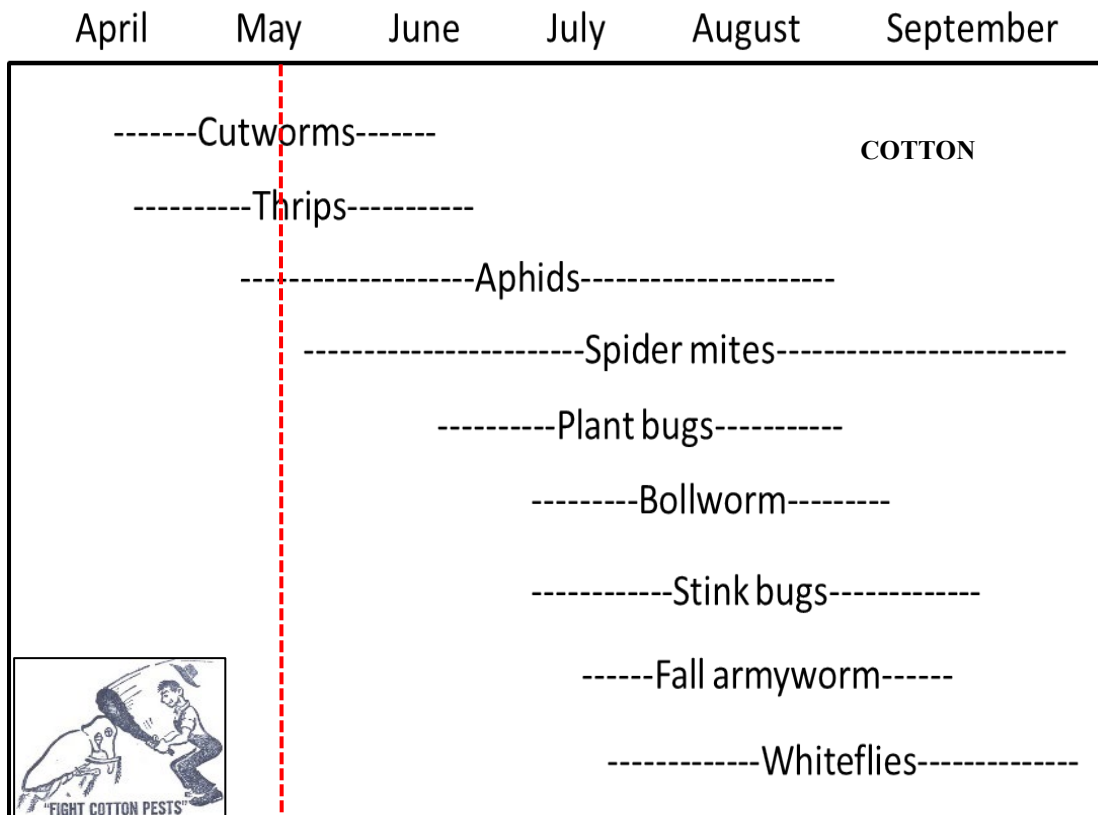 April May June July August September
-------Cutworms-------
COTTON
----------Thrips-----------
--------------------Aphids----------------------
------------------------Spider mites-------------------------
----------Plant bugs-----------
---------Bollworm---------
------------Stink bugs-------------
------Fall armyworm------
-------------Whiteflies--------------
"FIGHT COTTON PESTS"